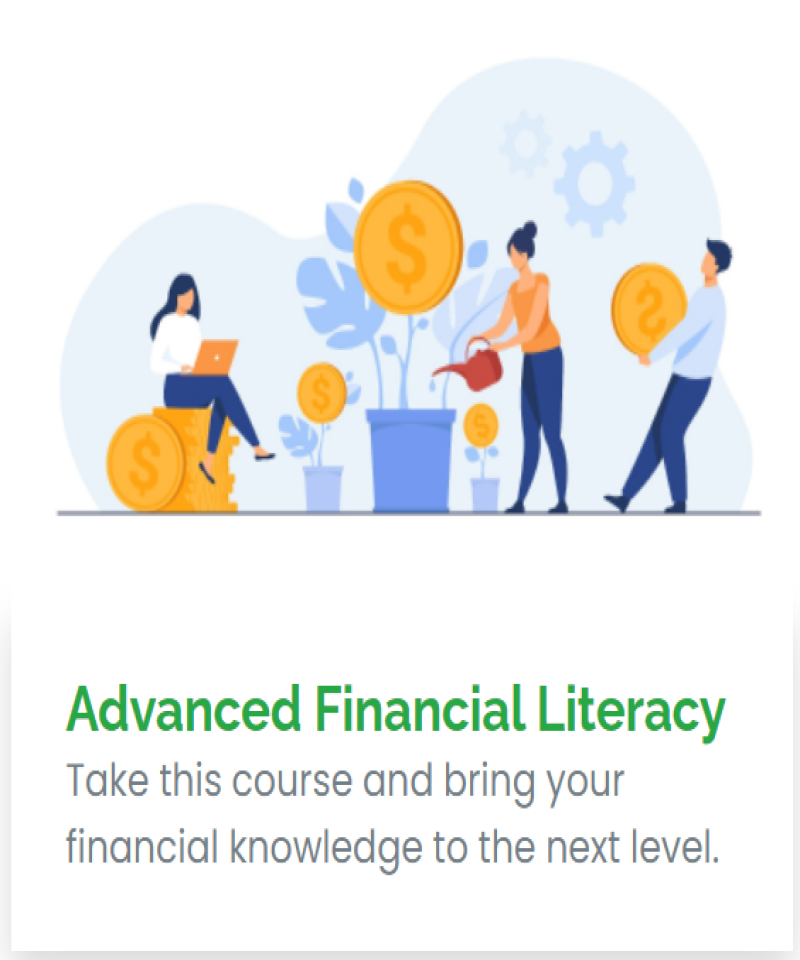 $
$
$
$
$
Advanced Financial Literacy
Take this course and bring your
financial knowledge to the next level.